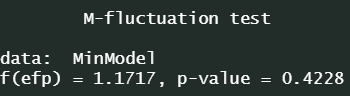 M-fluctuation test
data:  MinModel
f(efp) = 1.1717, p-value = 0.4228